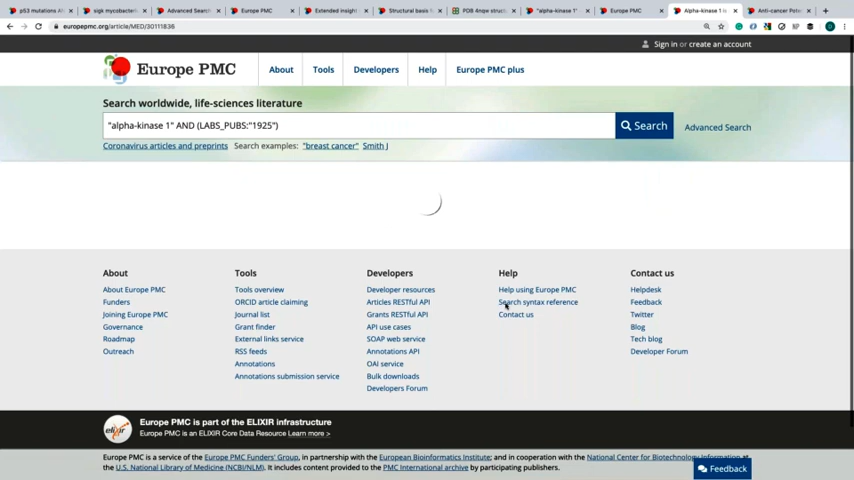 p53 mutations Al
sigk mycobacteri
Advanced Search
Europe PMC
Extended insight
Structural basis
PDB 4npe struct
"alpha-kinase 1"
Europe PMC
Alpha-kinase 1 is
Anti-cancer Pote
europepmc.org/article/MED/30111836
Sign in or create an account
Europe PMC
About
Tools
Developers
Help
Europe PMC plus
Search worldwide, life-sciences literature
"alpha-kinase 1" AND (LABS_PUBS:"1925")
Search
Advanced Search
Coronavirus articles and preprints Search examples: "breast cancer" Smith J
About
About Europe PMC
Funders
Joining Europe PMC
Governance
Roadmap
Outreach
Tools
Tools overview
ORCID article claiming
Journal list
Grant finder
External links service
RSS feeds
Annotations
Annotations submission service
Developers
Developer resources
Articles RESTful API
Grants RESTful API
API use cases
SOAP web service
Annotations API
OAI service
Bulk downloads
Developers Forum
Help
Help using Europe PMC
Search syntax reference
Contact us
Contact us
Helpdesk
Feedback
Twitter
Blog
Tech blog
Developer Forum
elixir
Europe PMC is part of the ELIXIR infrastructure
Europe PMC is an ELIXIR Core Data Resource Learn more >
Europe PMC is a service of the Europe PMC Funders' Group, in partnership with the European Bioinformatics Institute; and in cooperation with the National Center for Biotechnology Information at
the U.S. National Library of Medicine (NCBI/NLM). It includes content provided to the PMC International archive by participating publishers.
Feedback